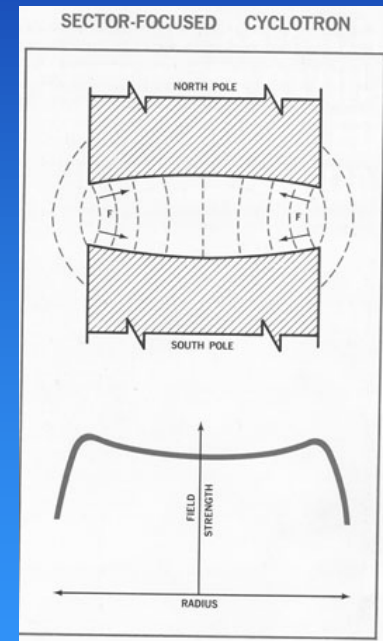 SECTOR-FOCUSED CYCLOTRON
NORTH POLE
F
F
SOUTH POLE
FIELD
STRENGTH
RADIUS